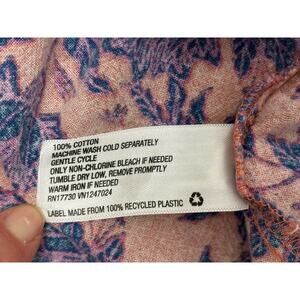 100% COTTON
MACHINE WASH COLD SEPARATELY
GENTLE CYCLE
ONLY NON-CHLORINE BLEACH IF NEEDED
TUMBLE DRY LOW, REMOVE PROMPTLY
WARM IRON IF NEEDED
RN17730 VN1247024
LABEL MADE FROM 100% RECYCLED PLASTIC